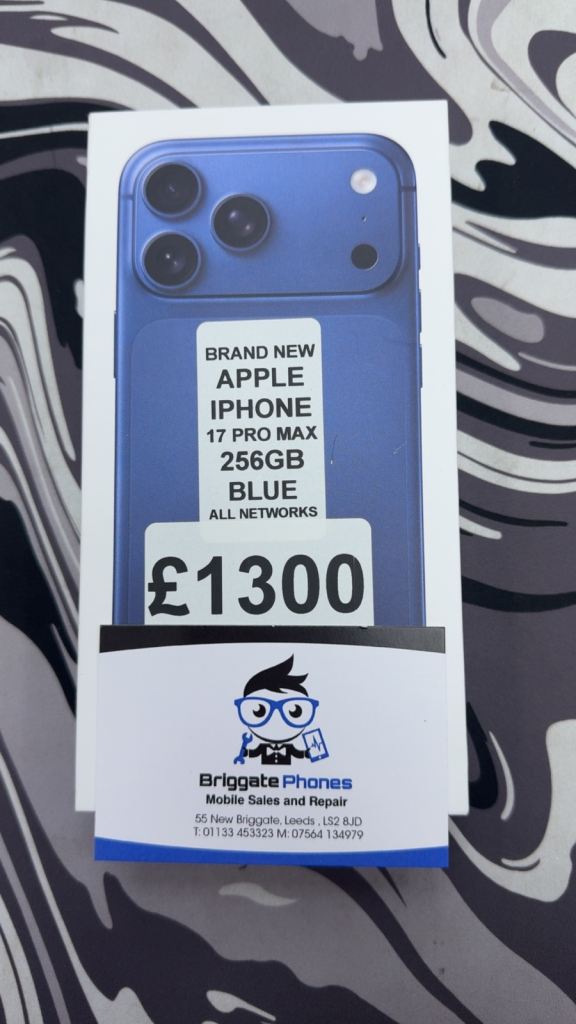 BRAND NEW
APPLE
IPHONE
17 PRO MAX
256GB
BLUE
ALL NETWORKS
£1300
Briggate Phones
Mobile Sales and Repair
55 New Briggate, Leeds , LS2 8JD
T: 01133 453323 M: 07564 134979